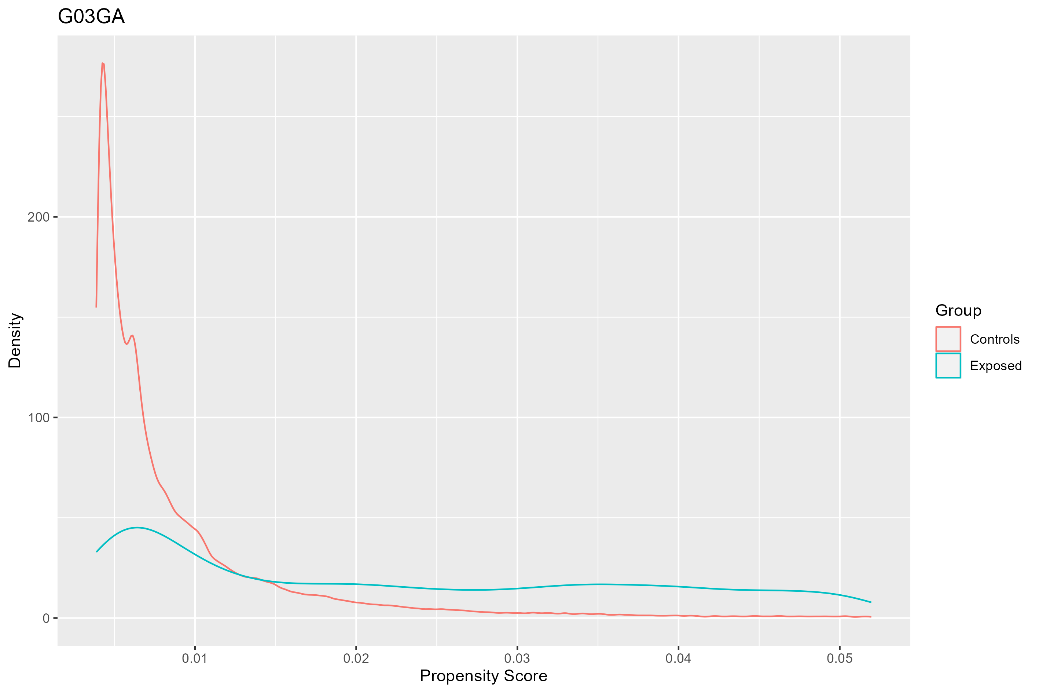 G03GA
200
100
0
Density
0.01
0.02
0.03
0.04
0.05
Propensity Score
Group
Controls
Exposed